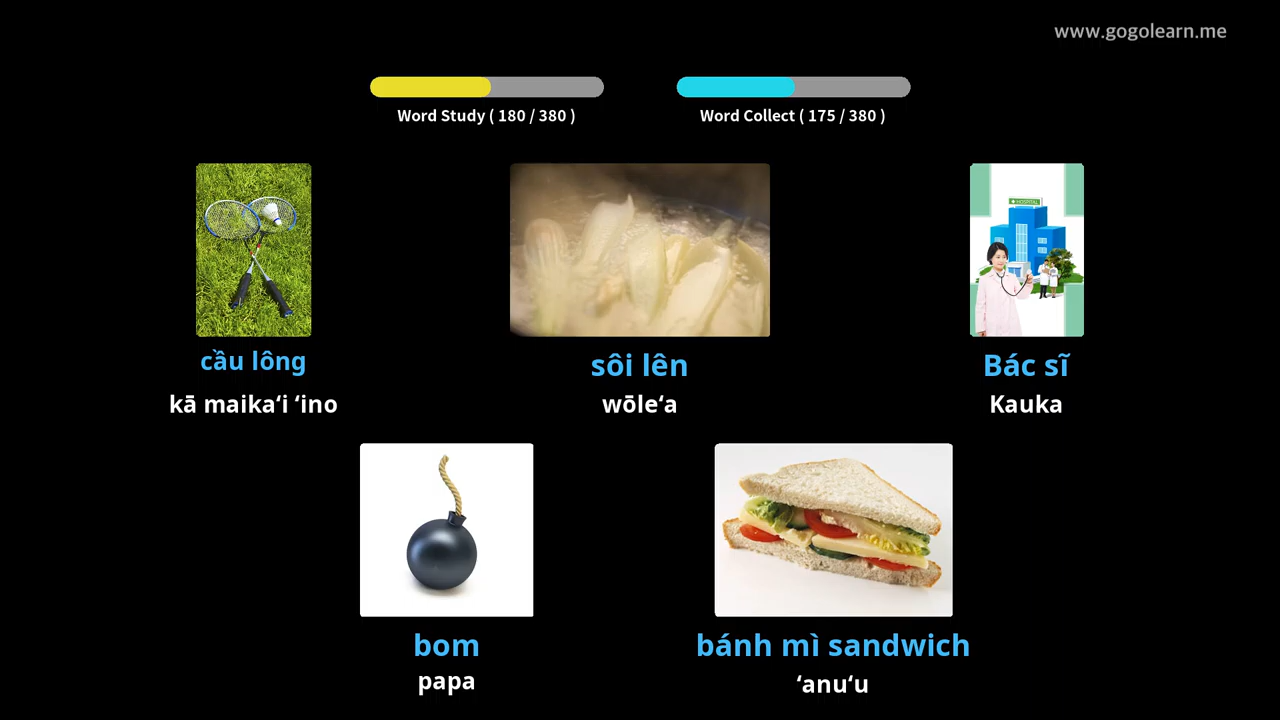 www.gogolearn.me
Word Study ( 180 / 380 )
Word Collect ( 175 / 380 )
HOSPITAL
cầu lông
kā maikaʻi ʻino
sôi lên
wōleʻa
Bác sĩ
Kauka
bom
papa
bánh mì sandwich
ʻanuʻu